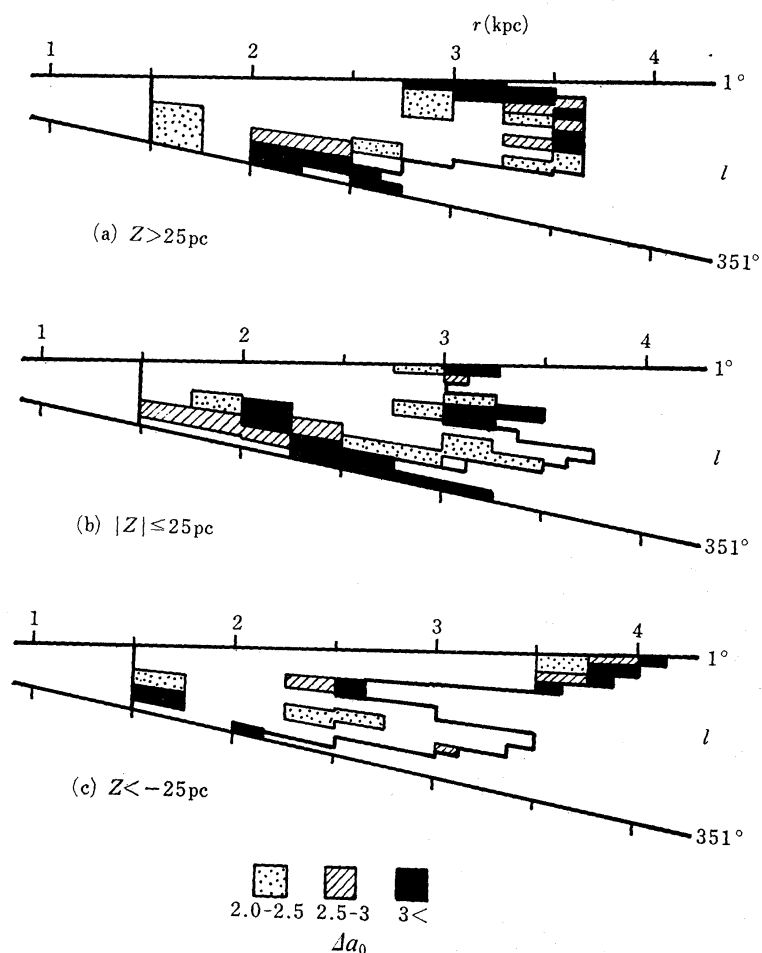 r(kpc)
1 2 3 4
1°
l
351°
(a) Z>25pc
1 2 3 4
1°
l
351°
(b) |Z|≤25pc
1 2 3 4
1°
l
351°
(c) Z<−25pc
2.0-2.5 2.5-3 3<
Δa₀